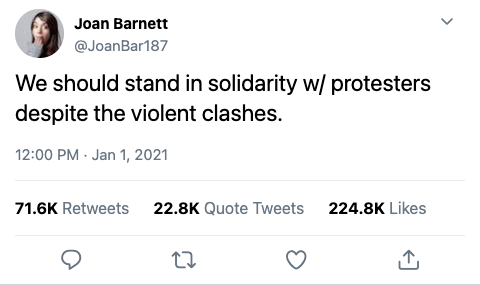 Joan Barnett
@JoanBar187
We should stand in solidarity w/ protesters
despite the violent clashes.
12:00 PM · Jan 1, 2021
71.6K Retweets 22.8K Quote Tweets 224.8K Likes